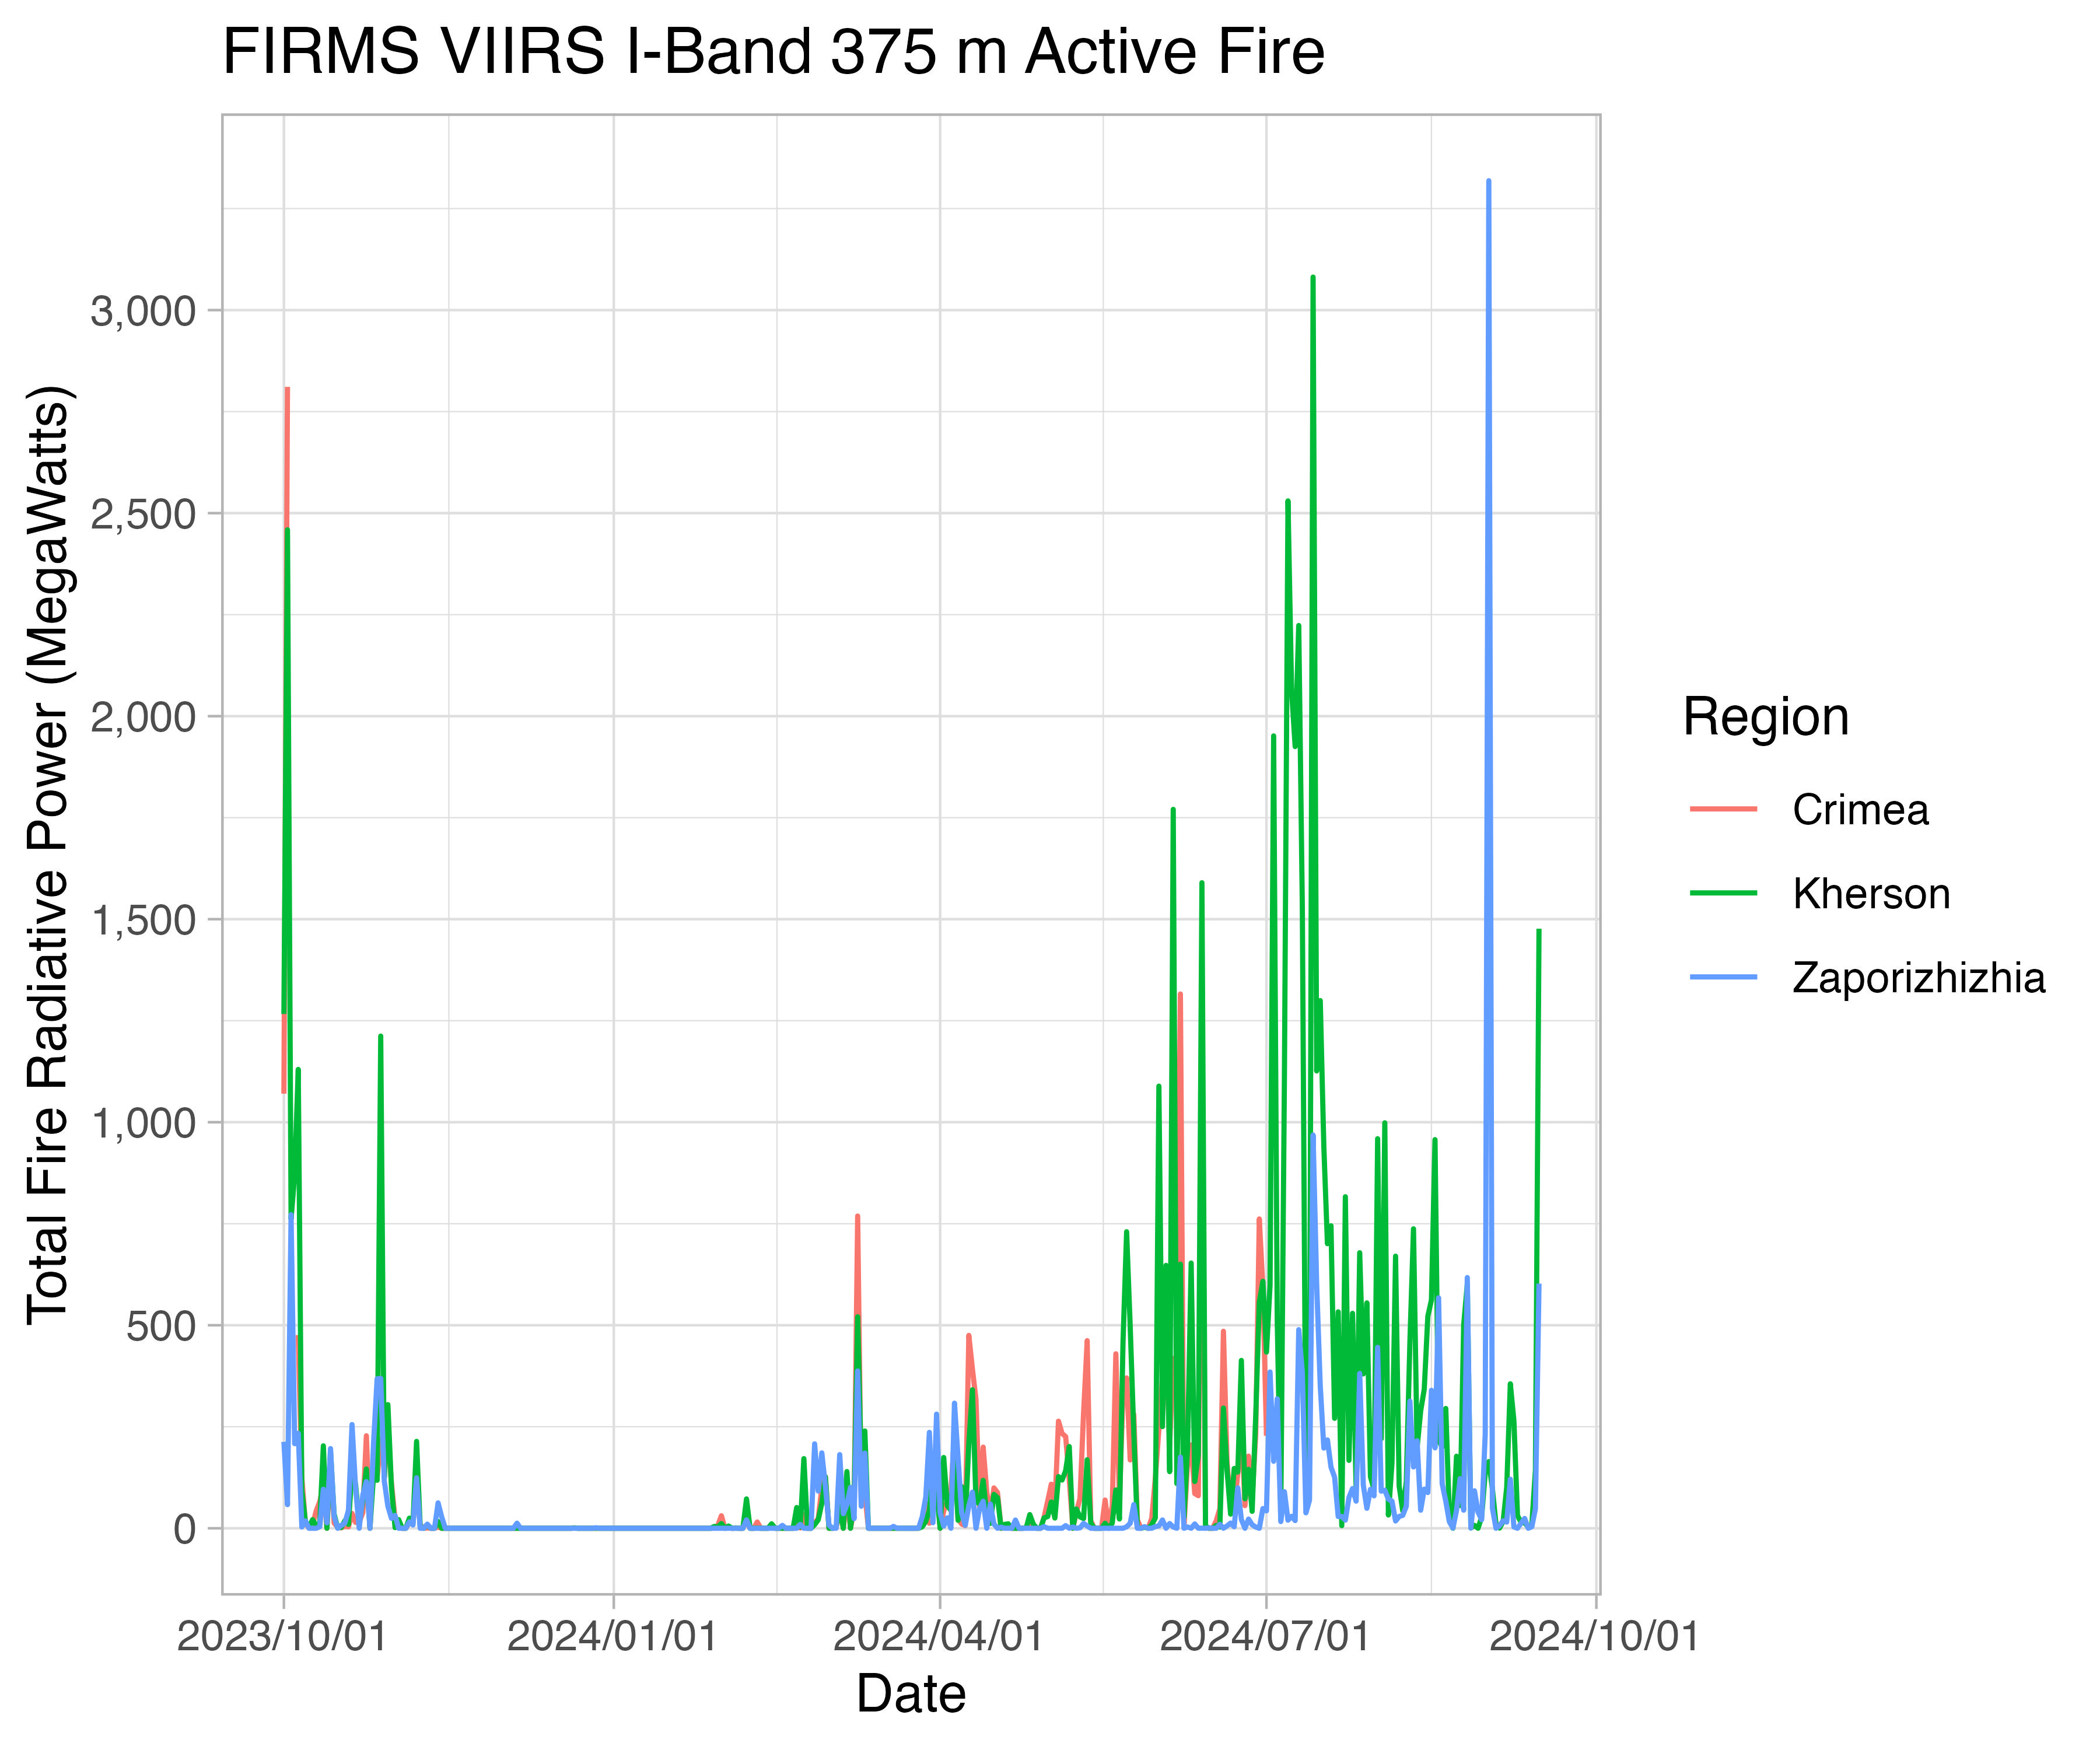 FIRMS VIIRS I-Band 375 m Active Fire
Total Fire Radiative Power (MegaWatts)
3,000
2,500
2,000
1,500
1,000
500
0
2023/10/01
2024/01/01
2024/04/01
2024/07/01
2024/10/01
Date
Region
Crimea
Kherson
Zaporizhizhia